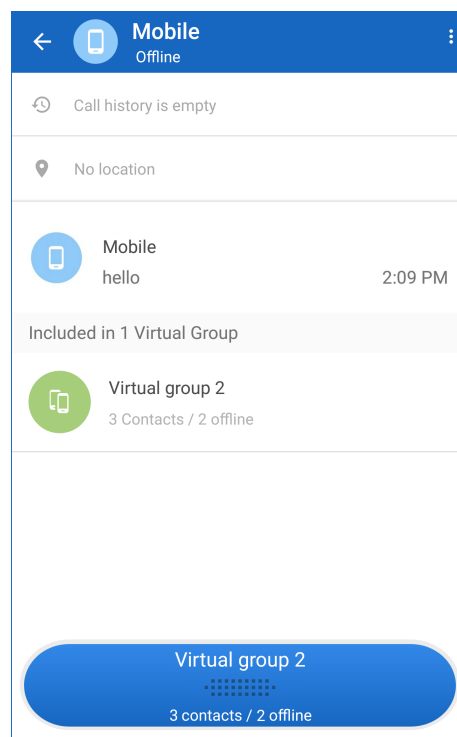 Mobile
Offline
Call history is empty
No location
Mobile
hello 2:09 PM
Included in 1 Virtual Group
Virtual group 2
3 Contacts / 2 offline
Virtual group 2
3 contacts / 2 offline